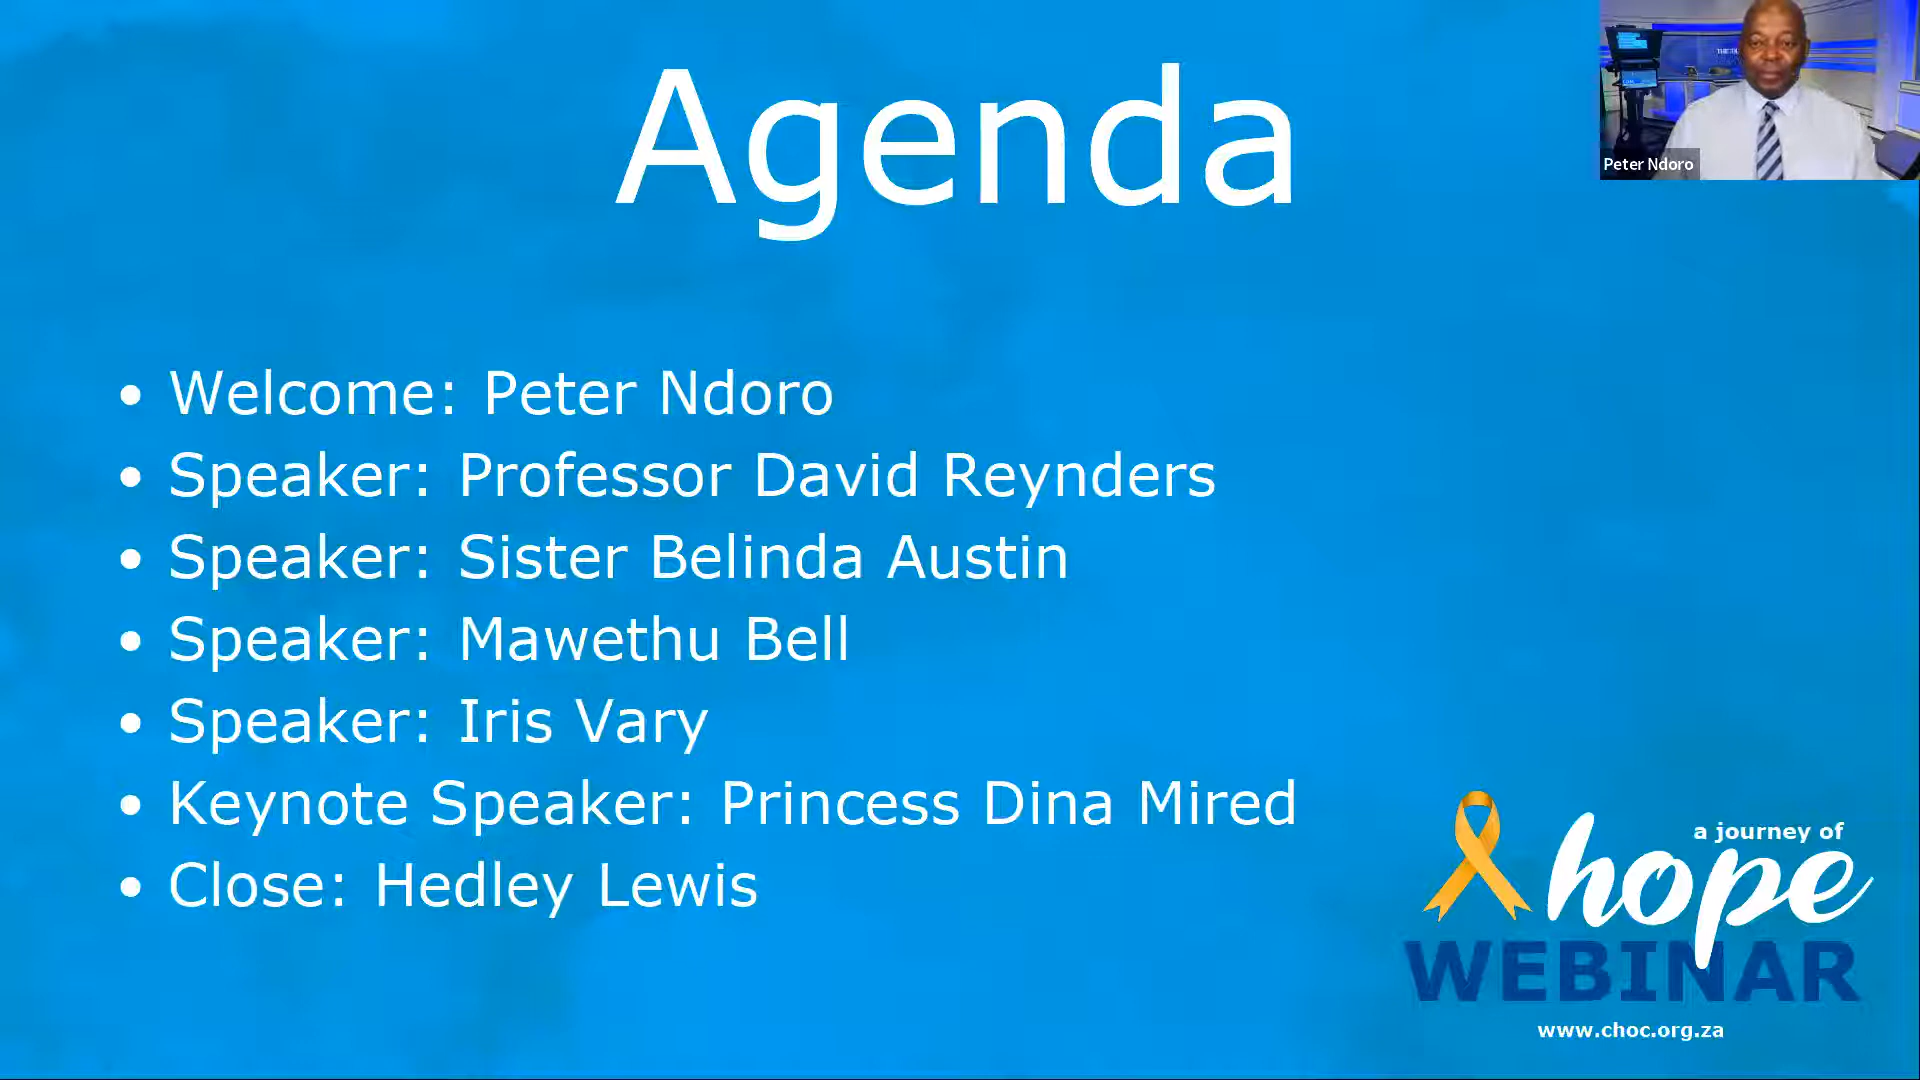 Agenda
Peter Ndoro
• Welcome: Peter Ndoro
• Speaker: Professor David Reynders
• Speaker: Sister Belinda Austin
• Speaker: Mawethu Bell
• Speaker: Iris Vary
• Keynote Speaker: Princess Dina Mired
• Close: Hedley Lewis
a journey of
hope
WEBINAR
www.choc.org.za